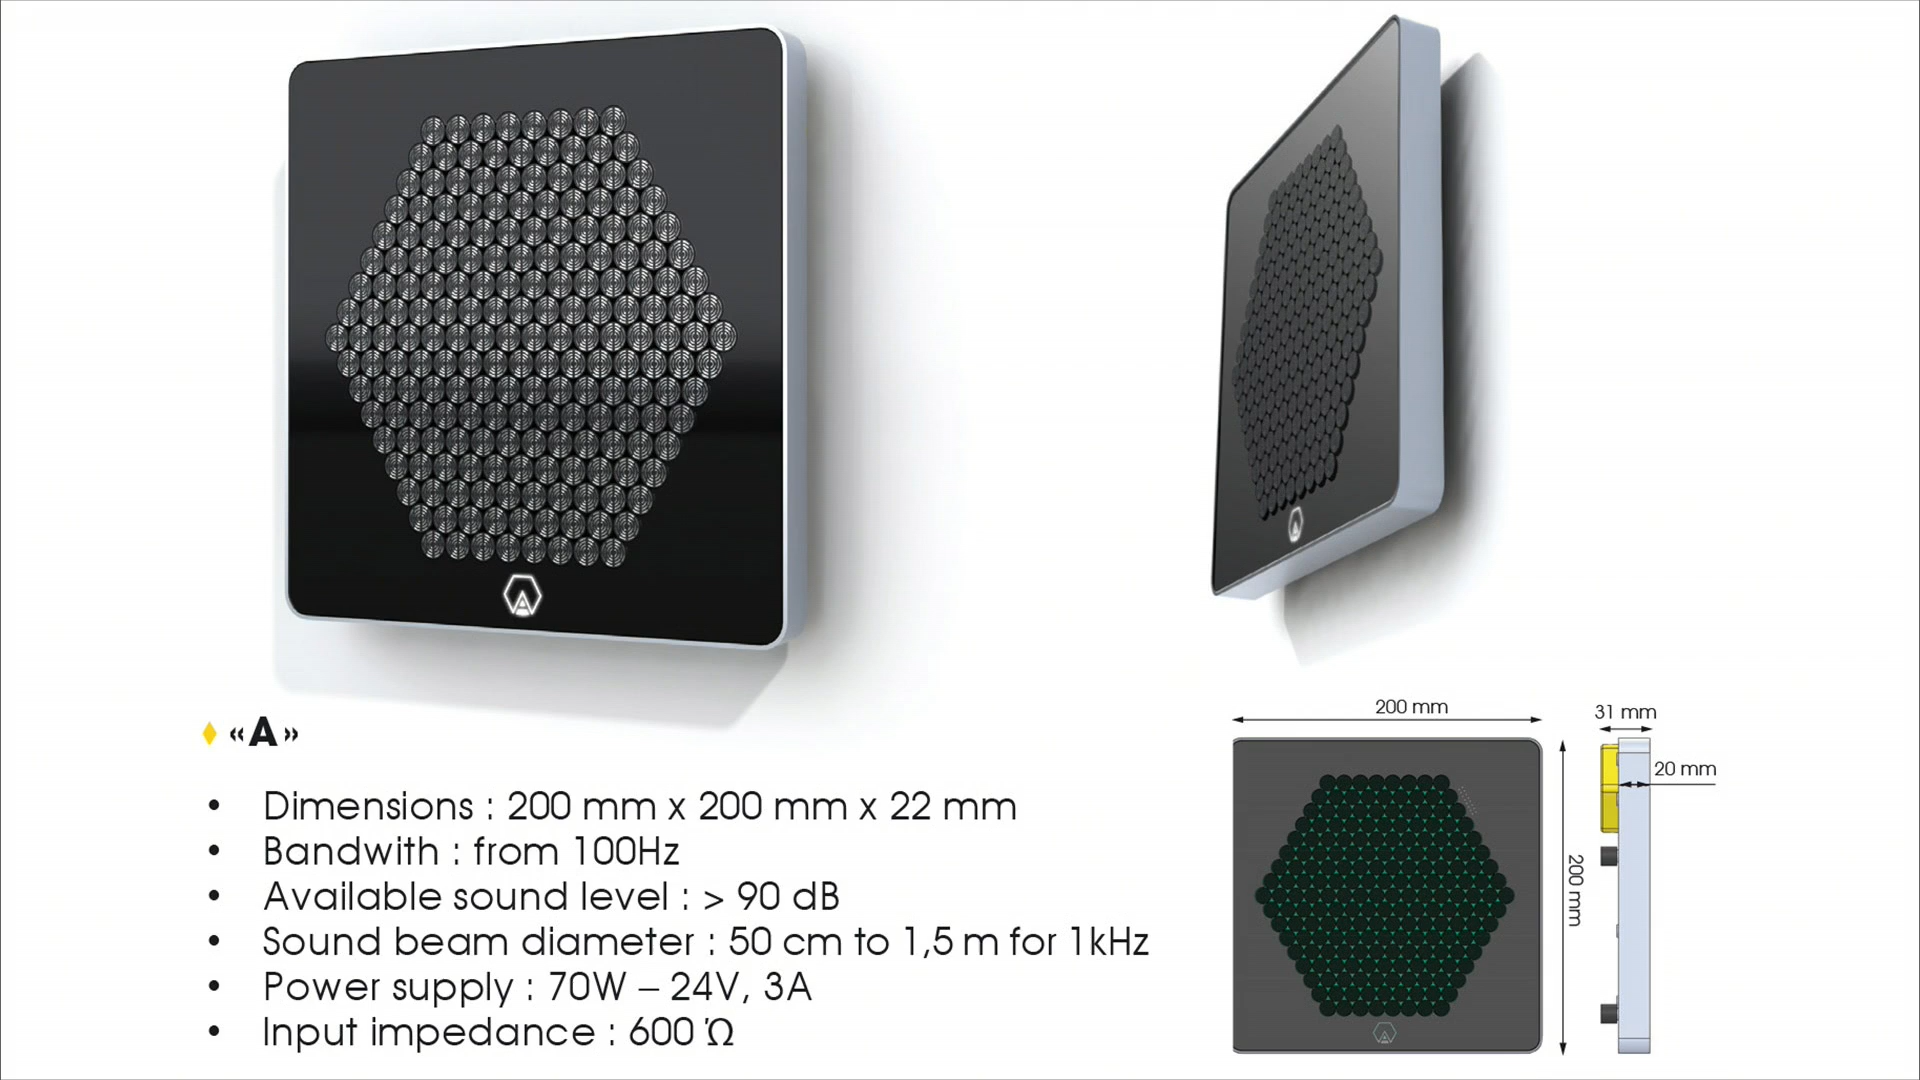 «A»
• Dimensions : 200 mm x 200 mm x 22 mm
• Bandwith : from 100Hz
• Available sound level : > 90 dB
• Sound beam diameter : 50 cm to 1,5 m for 1kHz
• Power supply : 70W – 24V, 3A
• Input impedance : 600 Ώ
200 mm
31 mm
20 mm
200 mm